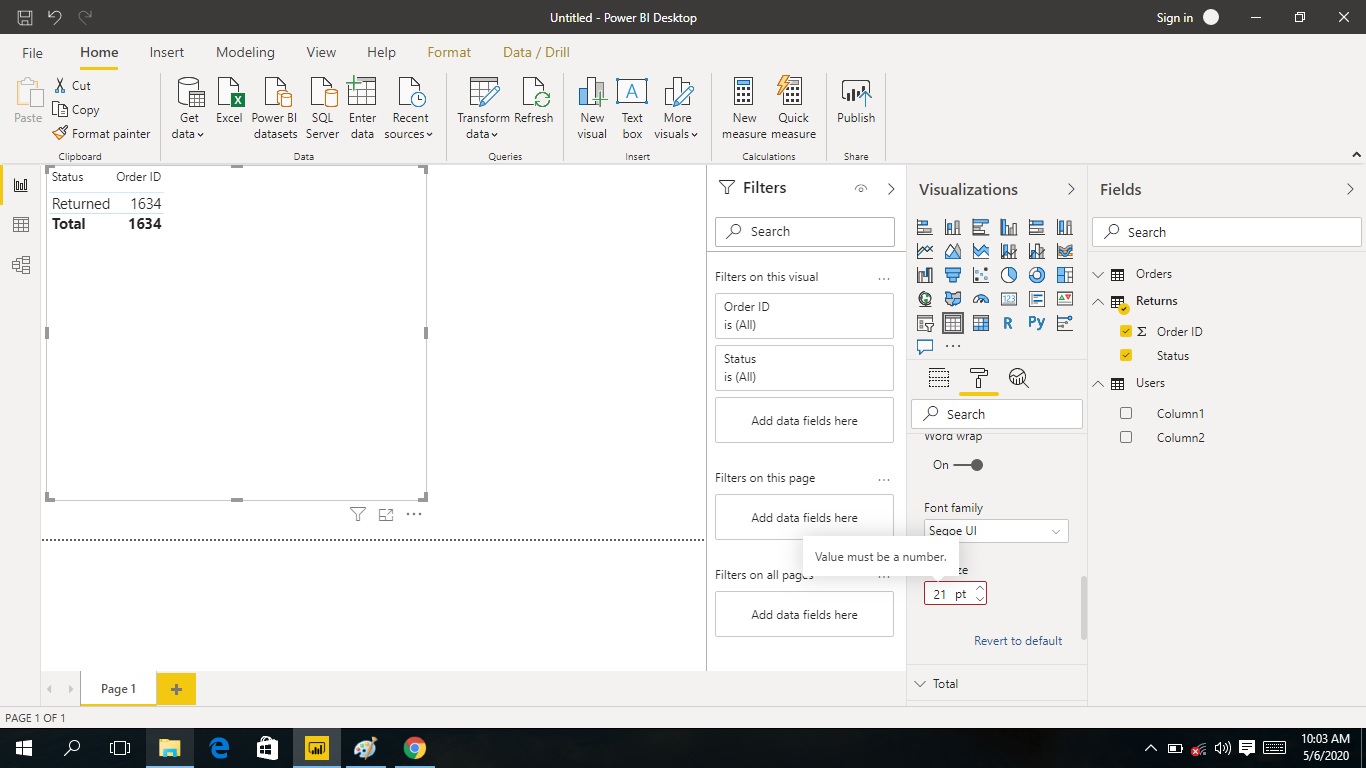 Untitled - Power BI Desktop
Sign in
File
Home
Insert
Modeling
View
Help
Format
Data / Drill
Paste
Cut
Copy
Format painter
Clipboard
Get
data
Excel
Power BI
datasets
SQL
Server
Enter
data
Recent
sources
Data
Transform
data
Refresh
Queries
New
visual
Text
box
More
visuals
Insert
New
measure
Quick
measure
Calculations
Publish
Share
Status Order ID
Returned 1634
Total 1634
Filters
Search
Filters on this visual
Order ID
is (All)
Status
is (All)
Add data fields here
Filters on this page
Add data fields here
Filters on all pages
Add data fields here
Visualizations
123
R
Py
Search
Word wrap
On
Font family
Segoe UI
Value must be a number.
21 pt
Revert to default
Total
Fields
Search
Orders
Returns
Σ Order ID
Status
Users
Column1
Column2
Page 1
PAGE 1 OF 1
10:03 AM
5/6/2020